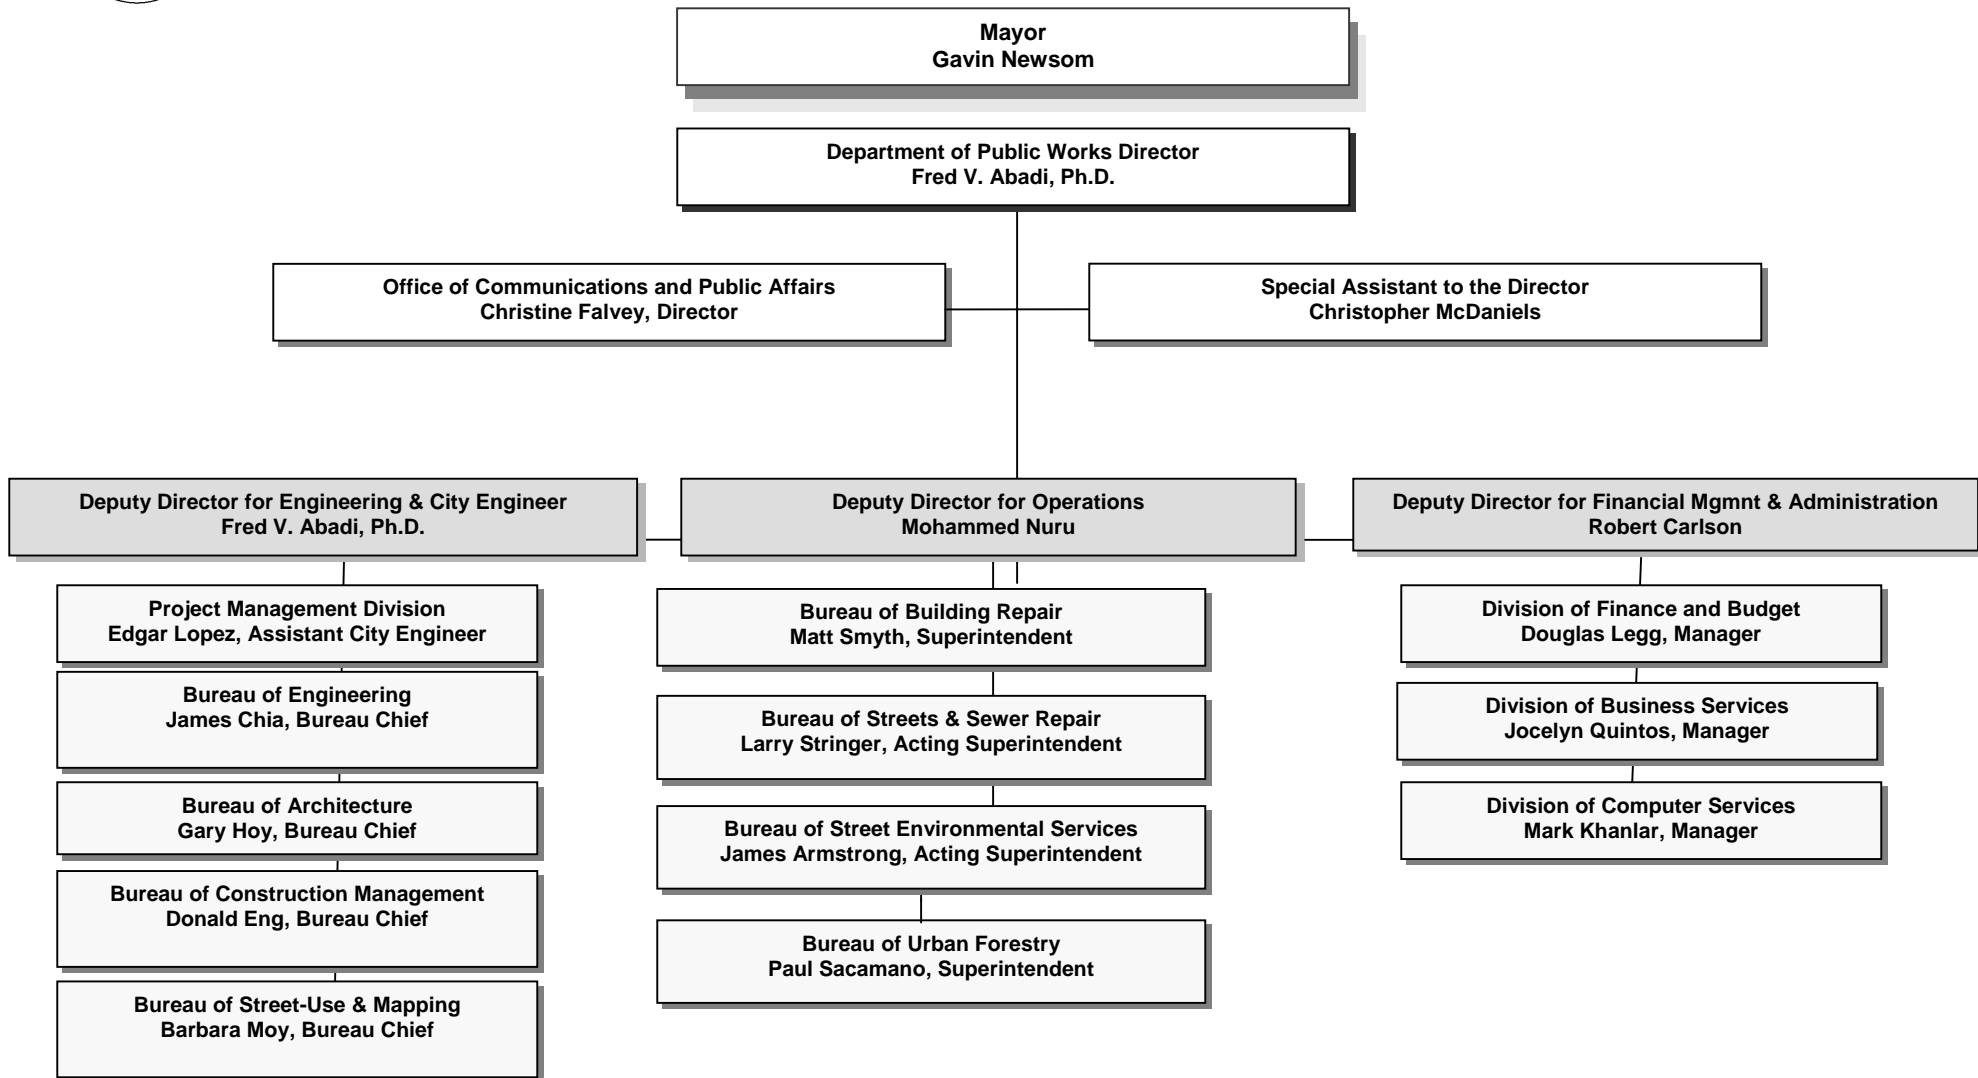 Mayor
Gavin Newsom
Department of Public Works Director
Fred V. Abadi, Ph.D.
Office of Communications and Public Affairs
Christine Falvey, Director
Special Assistant to the Director
Christopher McDaniels
Deputy Director for Engineering & City Engineer
Fred V. Abadi, Ph.D.
Deputy Director for Operations
Mohammed Nuru
Deputy Director for Financial Mgmnt & Administration
Robert Carlson
Project Management Division
Edgar Lopez, Assistant City Engineer
Bureau of Engineering
James Chia, Bureau Chief
Bureau of Architecture
Gary Hoy, Bureau Chief
Bureau of Construction Management
Donald Eng, Bureau Chief
Bureau of Street-Use & Mapping
Barbara Moy, Bureau Chief
Bureau of Building Repair
Matt Smyth, Superintendent
Bureau of Streets & Sewer Repair
Larry Stringer, Acting Superintendent
Bureau of Street Environmental Services
James Armstrong, Acting Superintendent
Bureau of Urban Forestry
Paul Sacamano, Superintendent
Division of Finance and Budget
Douglas Legg, Manager
Division of Business Services
Jocelyn Quintos, Manager
Division of Computer Services
Mark Khanlar, Manager